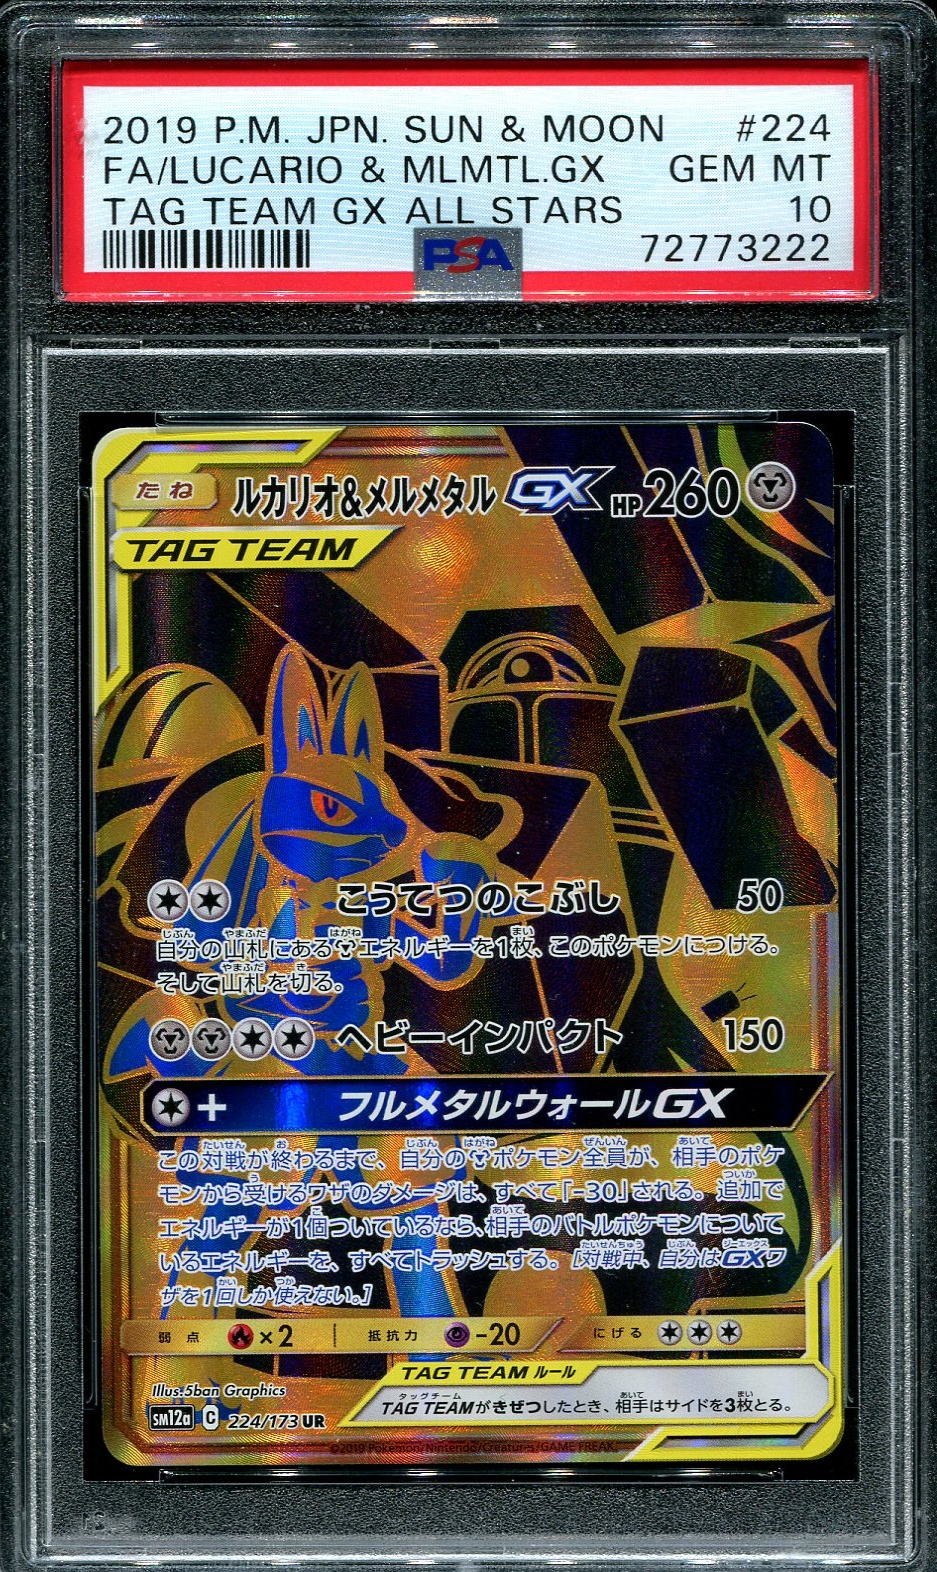 2019 P.M. JPN. SUN & MOON #224
FA/LUCARIO & MLMTL.GX GEM MT
TAG TEAM GX ALL STARS 10
PSA 72773222
たね ルカリオ&メルメタル GX HP 260
TAG TEAM
こうてつのこぶし 50
自分の山札にあるエネルギーを1枚、このポケモンにつける。
そして山札を切る。
ヘビーインパクト 150
+ フルメタルウォールGX
この対戦が終わるまで、自分のポケモン全員が、相手のポケ
モンから受けるワザのダメージは、すべて「-30」される。追加で
エネルギーが1個ついているなら、相手のバトルポケモンについて
いるエネルギーを、すべてトラッシュする。[対戦中、自分はGXワ
ザを1回しか使えない。]
弱点 ×2 抵抗力 -20 にげる
TAG TEAM ルール
TAG TEAMがきぜつしたとき、相手はサイドを3枚とる。
Illus.5ban Graphics
sm12a C 224/173 UR
©2019 Pokémon/Nintendo/Creatures/GAME FREAK.